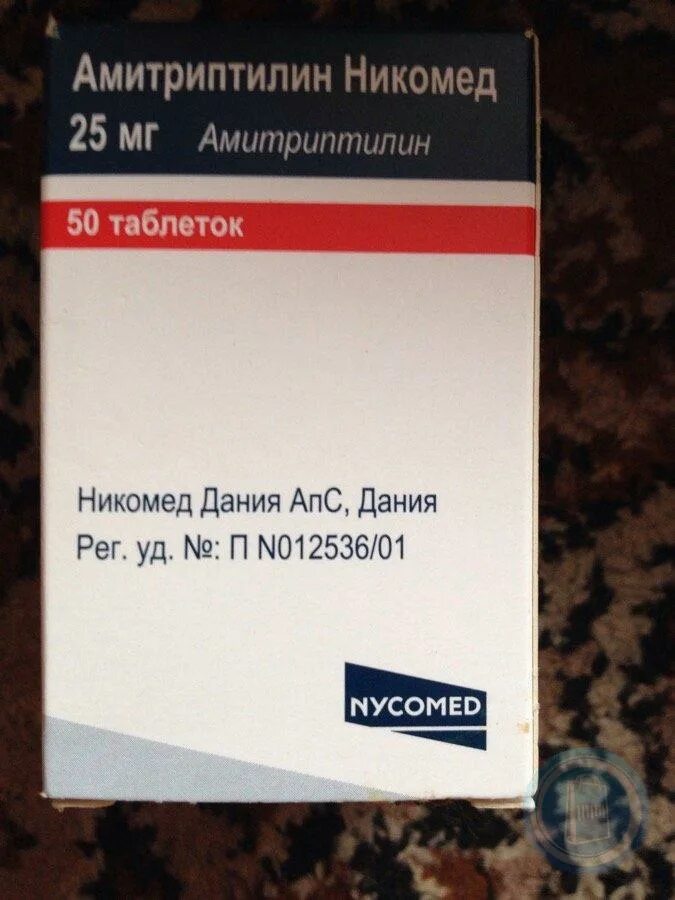 Амитриптилин Никомед
25 мг Амитриптилин
50 таблеток
Никомед Дания АпС, Дания
Рег. уд. №: П N012536/01
NYCOMED